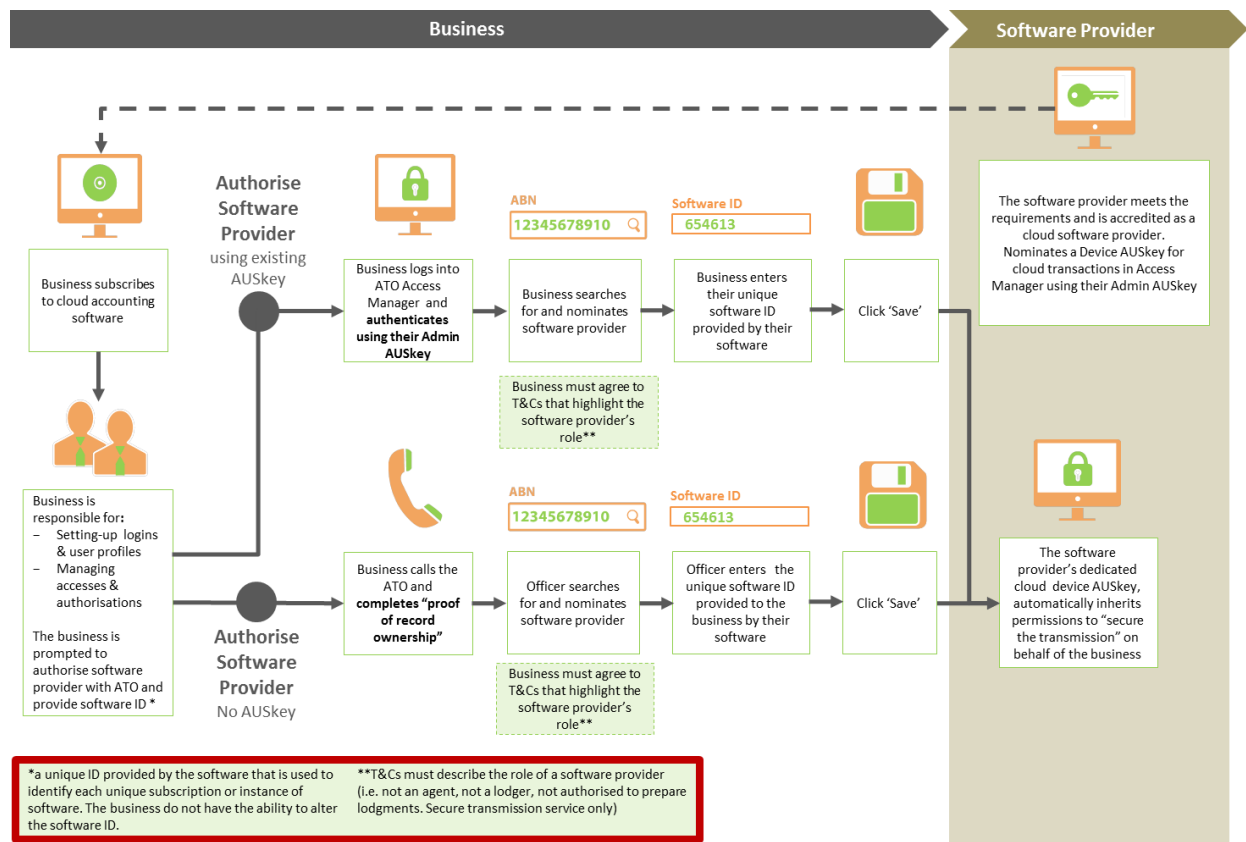 Business
Software Provider
Authorise
Software
Provider
using existing
AUSkey
ABN
12345678910
Software ID
654613
The software provider meets the
requirements and is accredited as a
cloud software provider.
Nominates a Device AUSkey for
cloud transactions in Access
Manager using their Admin AUSkey
Business subscribes
to cloud accounting
software
Business logs into
ATO Access
Manager and
authenticates
using their Admin
AUSkey
Business searches
for and nominates
software provider
Business enters
their unique
software ID
provided by their
software
Click ‘Save’
Business must agree to
T&Cs that highlight the
software provider’s
role**
Business is
responsible for:
– Setting-up logins
& user profiles
– Managing
accesses &
authorisations
The business is
prompted to
authorise software
provider with ATO and
provide software ID *
Authorise
Software
Provider
No AUSkey
ABN
12345678910
Software ID
654613
Business calls the
ATO and
completes “proof
of record
ownership”
Officer searches
for and nominates
software provider
Officer enters the
unique software ID
provided to the
business by their
software
Click ‘Save’
Business must agree to
T&Cs that highlight the
software provider’s
role**
The software
provider’s dedicated
cloud device AUSkey,
automatically inherits
permissions to “secure
the transmission” on
behalf of the business
*a unique ID provided by the software that is used to
identify each unique subscription or instance of
software. The business do not have the ability to alter
the software ID.
**T&Cs must describe the role of a software provider
(i.e. not an agent, not a lodger, not authorised to prepare
lodgments. Secure transmission service only)